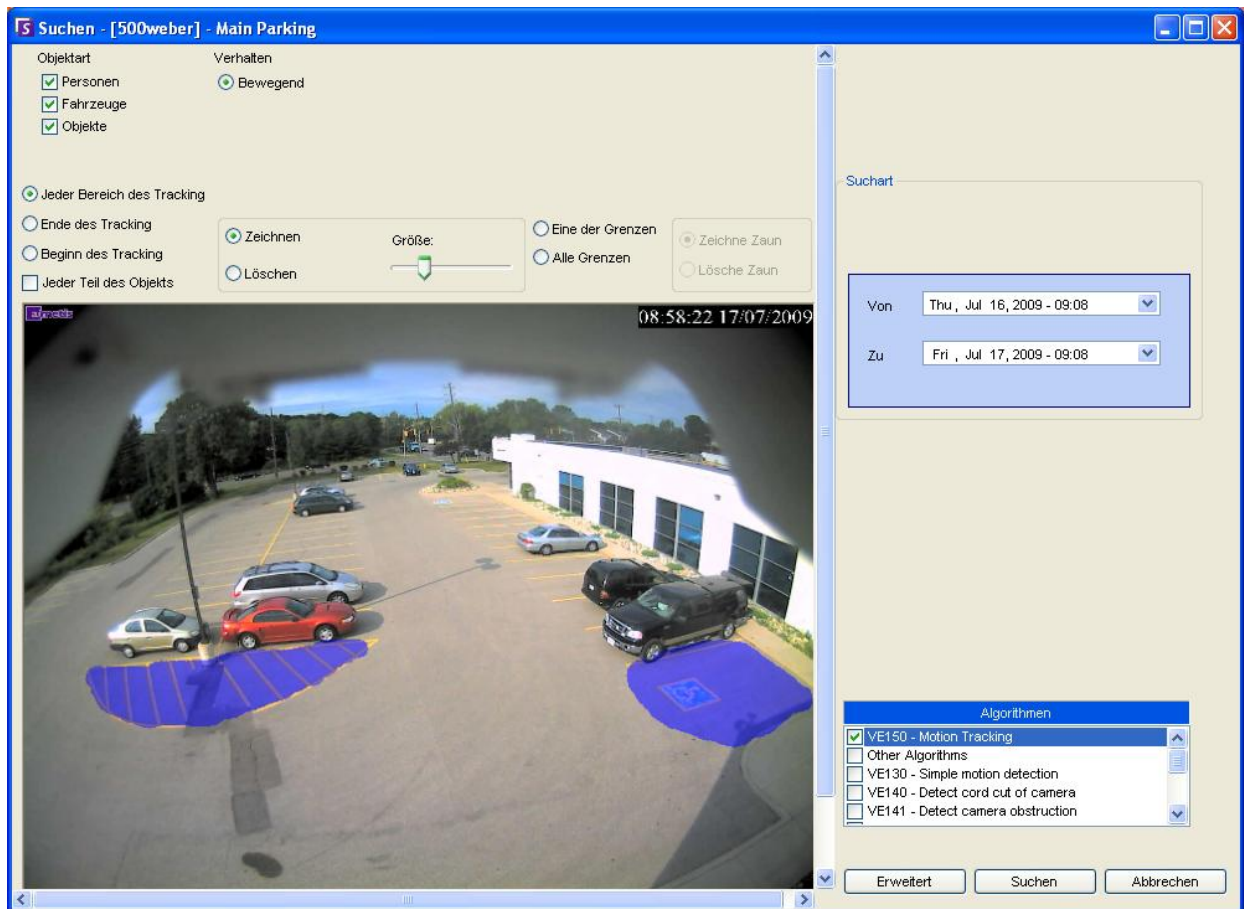 Suchen - [500weber] - Main Parking
Objektart
Verhalten
Personen
Bewegend
Fahrzeuge
Objekte
Jeder Bereich des Tracking
Ende des Tracking
Beginn des Tracking
Jeder Teil des Objekts
Zeichnen
Größe:
Löschen
Eine der Grenzen
Alle Grenzen
Zeichne Zaun
Lösche Zaun
aimetis
08:58:22 17/07/2009
Suchart
Von
Thu , Jul 16, 2009 - 09:08
Zu
Fri , Jul 17, 2009 - 09:08
Algorithmen
VE150 - Motion Tracking
Other Algorithms
VE130 - Simple motion detection
VE140 - Detect cord cut of camera
VE141 - Detect camera obstruction
Erweitert
Suchen
Abbrechen